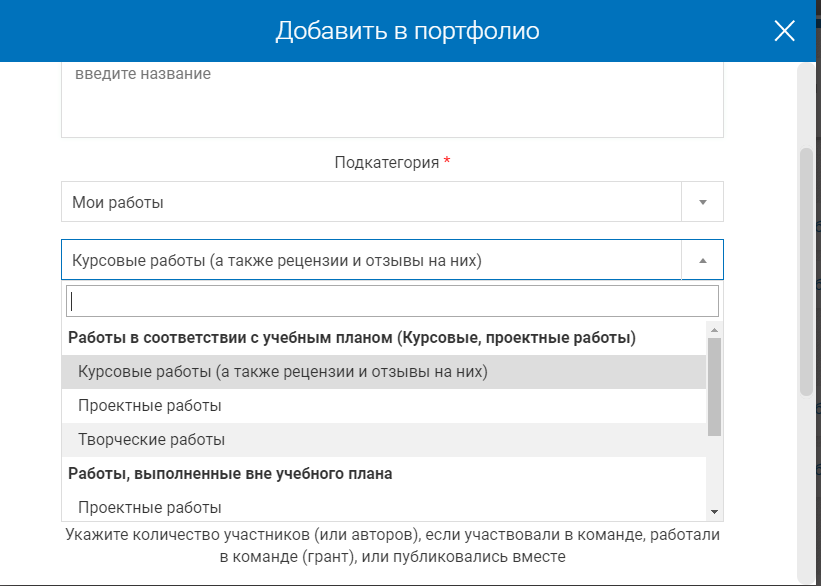 Добавить в портфолио
введите название
Подкатегория *
Мои работы
Курсовые работы (а также рецензии и отзывы на них)
Работы в соответствии с учебным планом (Курсовые, проектные работы)
Курсовые работы (а также рецензии и отзывы на них)
Проектные работы
Творческие работы
Работы, выполненные вне учебного плана
Проектные работы
Укажите количество участников (или авторов), если участвовали в команде, работали
в команде (грант), или публиковались вместе